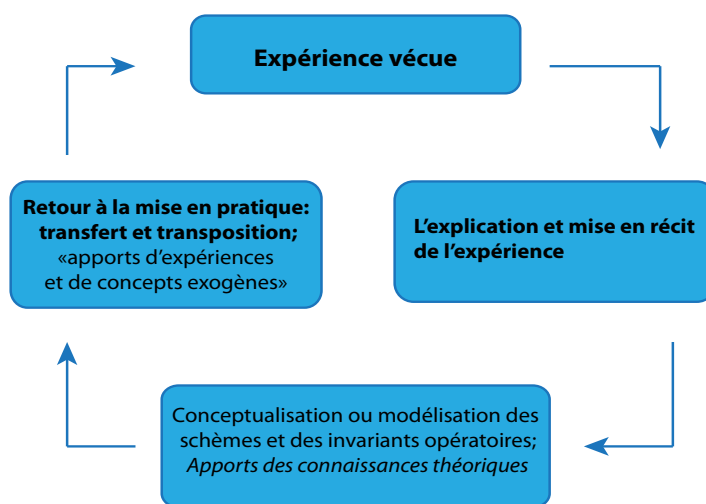 Expérience vécue
L'explication et mise en récit
de l'expérience
Conceptualisation ou modélisation des
schèmes et des invariants opératoires;
Apports des connaissances théoriques
Retour à la mise en pratique:
transfert et transposition;
«apports d'expériences
et de concepts exogènes»